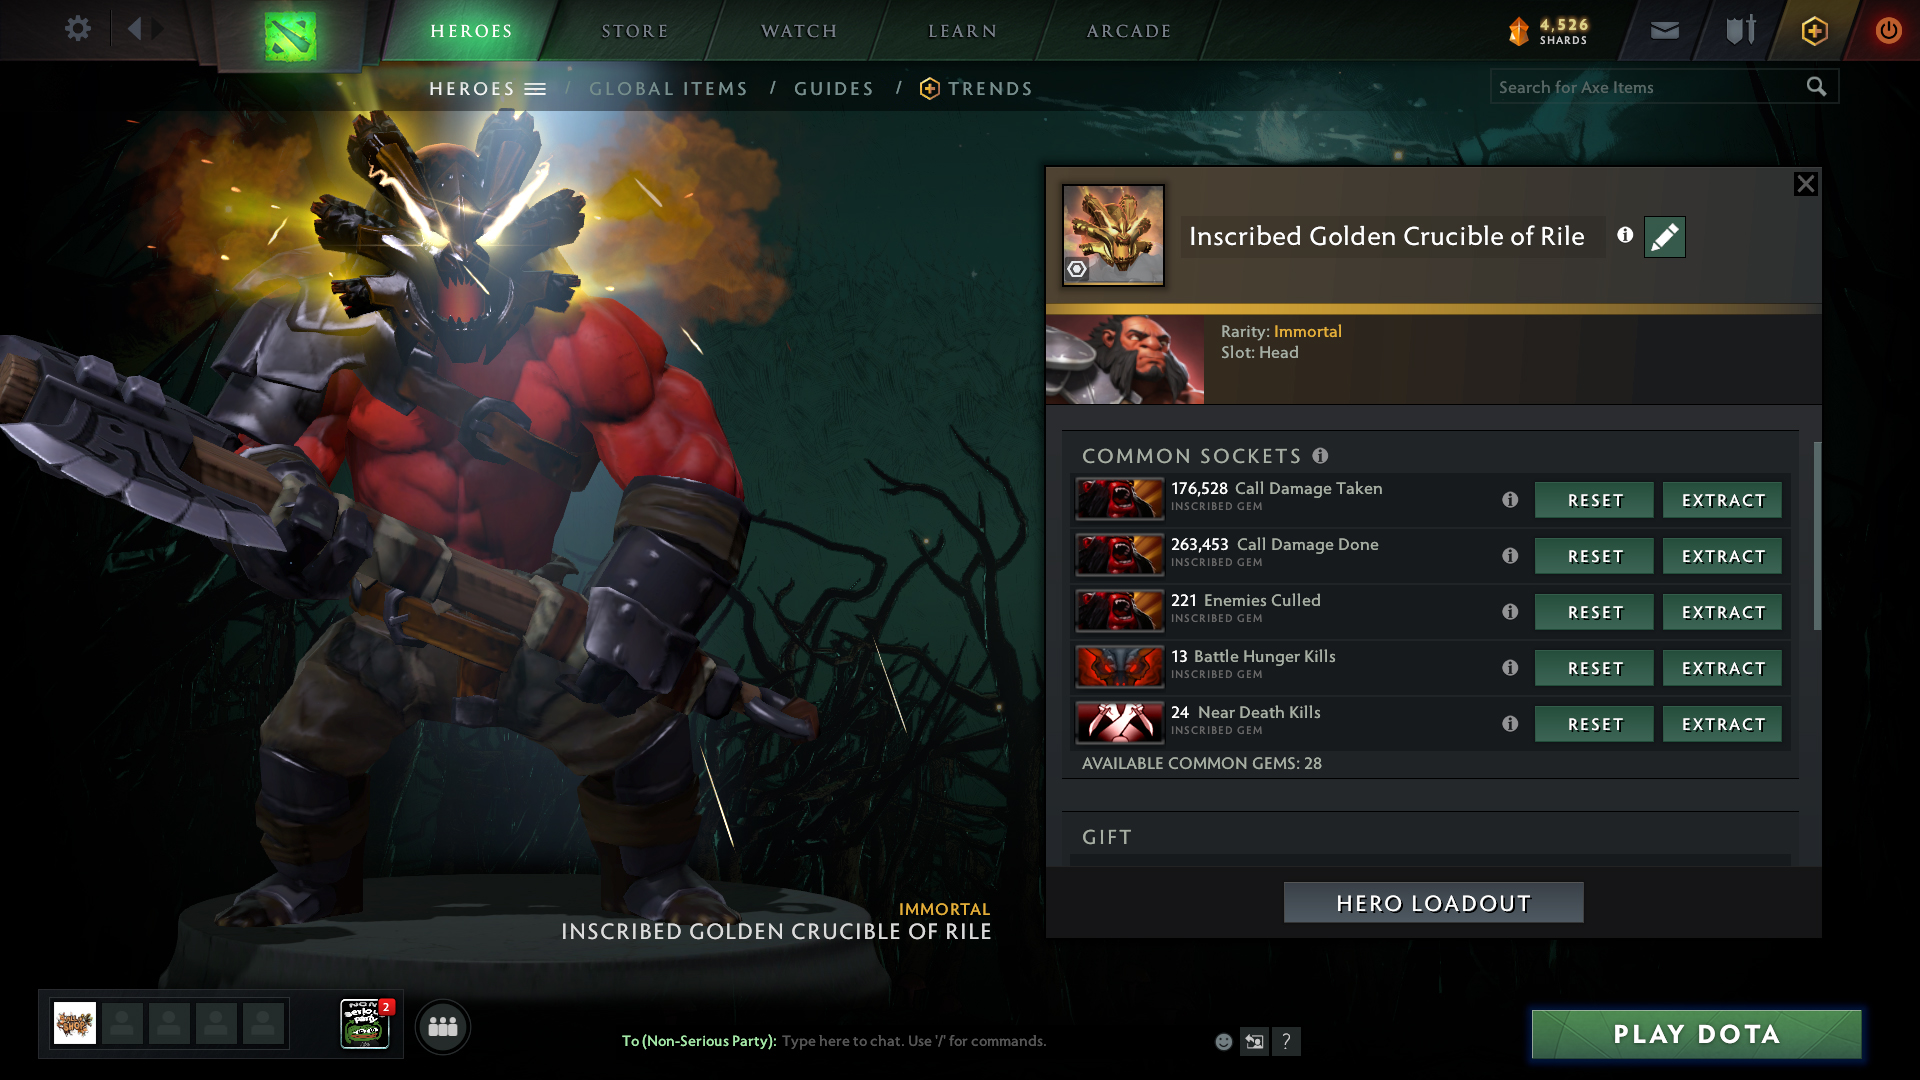 HEROES
STORE
WATCH
LEARN
ARCADE
4,526
SHARDS
HEROES / GLOBAL ITEMS / GUIDES / TRENDS
Search for Axe Items
Inscribed Golden Crucible of Rile
Rarity: Immortal
Slot: Head
COMMON SOCKETS
176,528 Call Damage Taken
INSCRIBED GEM
RESET
EXTRACT
263,453 Call Damage Done
INSCRIBED GEM
RESET
EXTRACT
221 Enemies Culled
INSCRIBED GEM
RESET
EXTRACT
13 Battle Hunger Kills
INSCRIBED GEM
RESET
EXTRACT
24 Near Death Kills
INSCRIBED GEM
RESET
EXTRACT
AVAILABLE COMMON GEMS: 28
GIFT
HERO LOADOUT
IMMORTAL
INSCRIBED GOLDEN CRUCIBLE OF RILE
NON
serious
party
2
To (Non-Serious Party): Type here to chat. Use '/' for commands.
?
PLAY DOTA